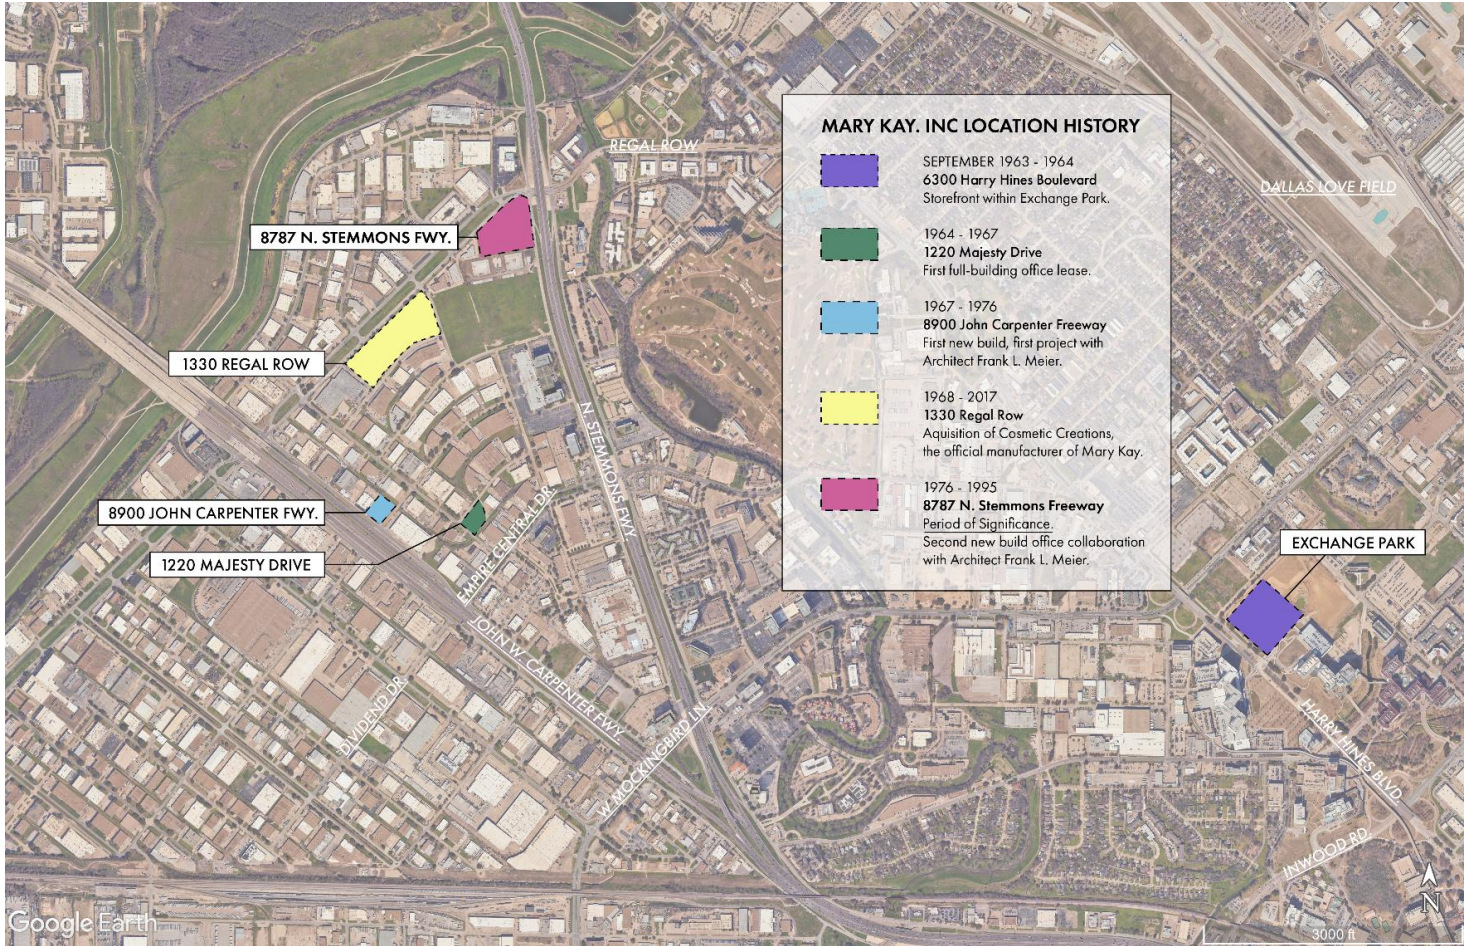 MARY KAY. INC LOCATION HISTORY
SEPTEMBER 1963 - 1964
6300 Harry Hines Boulevard
Storefront within Exchange Park.
1964 - 1967
1220 Majesty Drive
First full-building office lease.
1967 - 1976
8900 John Carpenter Freeway
First new build, first project with
Architect Frank L. Meier.
1968 - 2017
1330 Regal Row
Aquisition of Cosmetic Creations,
the official manufacturer of Mary Kay.
1976 - 1995
8787 N. Stemmons Freeway
Period of Significance.
Second new build office collaboration
with Architect Frank L. Meier.
REGAL ROW
DALLAS LOVE FIELD
8787 N. STEMMONS FWY.
1330 REGAL ROW
8900 JOHN CARPENTER FWY.
1220 MAJESTY DRIVE
EXCHANGE PARK
N. STEMMONS FWY.
EMPIRE CENTRAL DR.
JOHN W. CARPENTER FWY.
DIVIDEND DR.
W. MOCKINGBIRD LN.
HARRY HINES BLVD.
INWOOD RD.
N
3000 ft
Google Earth